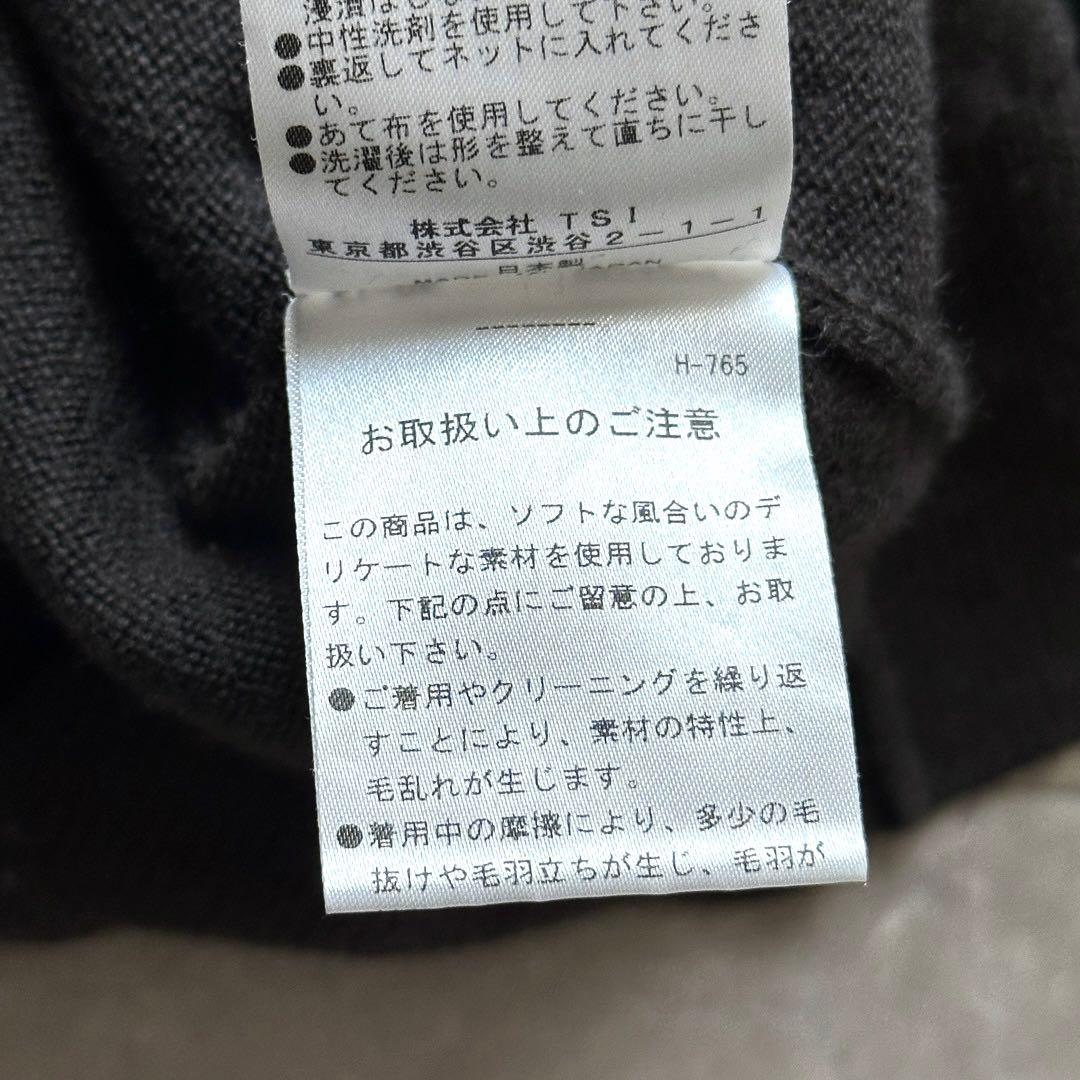 浸漬はし
●中性洗剤を使用して下さい。
●裏返してネットに入れてくださ
い。
●あて布を使用してください。
●洗濯後は形を整えて直ちに干し
てください。
株式会社 TSI
東京都渋谷区渋谷2-1-1
日本製
H-765
お取扱い上のご注意
この商品は、ソフトな風合いのデ
リケートな素材を使用しておりま
す。下記の点にご留意の上、お取
扱い下さい。
●ご着用やクリーニングを繰り返
すことにより、素材の特性上、
毛乱れが生じます。
●着用中の摩擦により、多少の毛
抜けや毛羽立ちが生じ、毛羽が